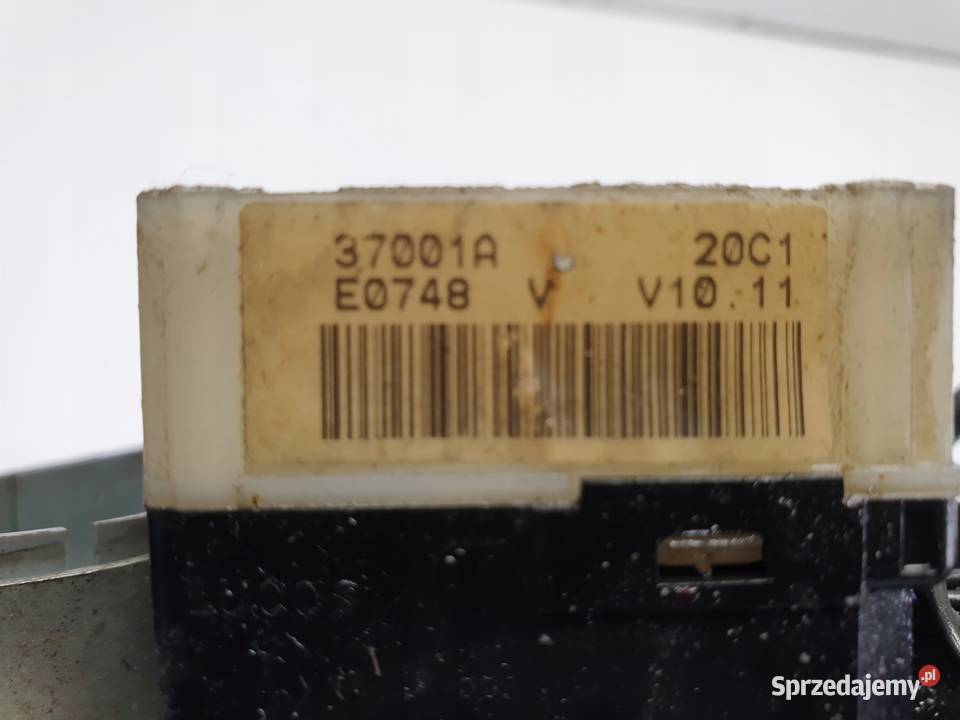 37001A 20C1
E0748 V V10.11
Sprzedajemy.pl